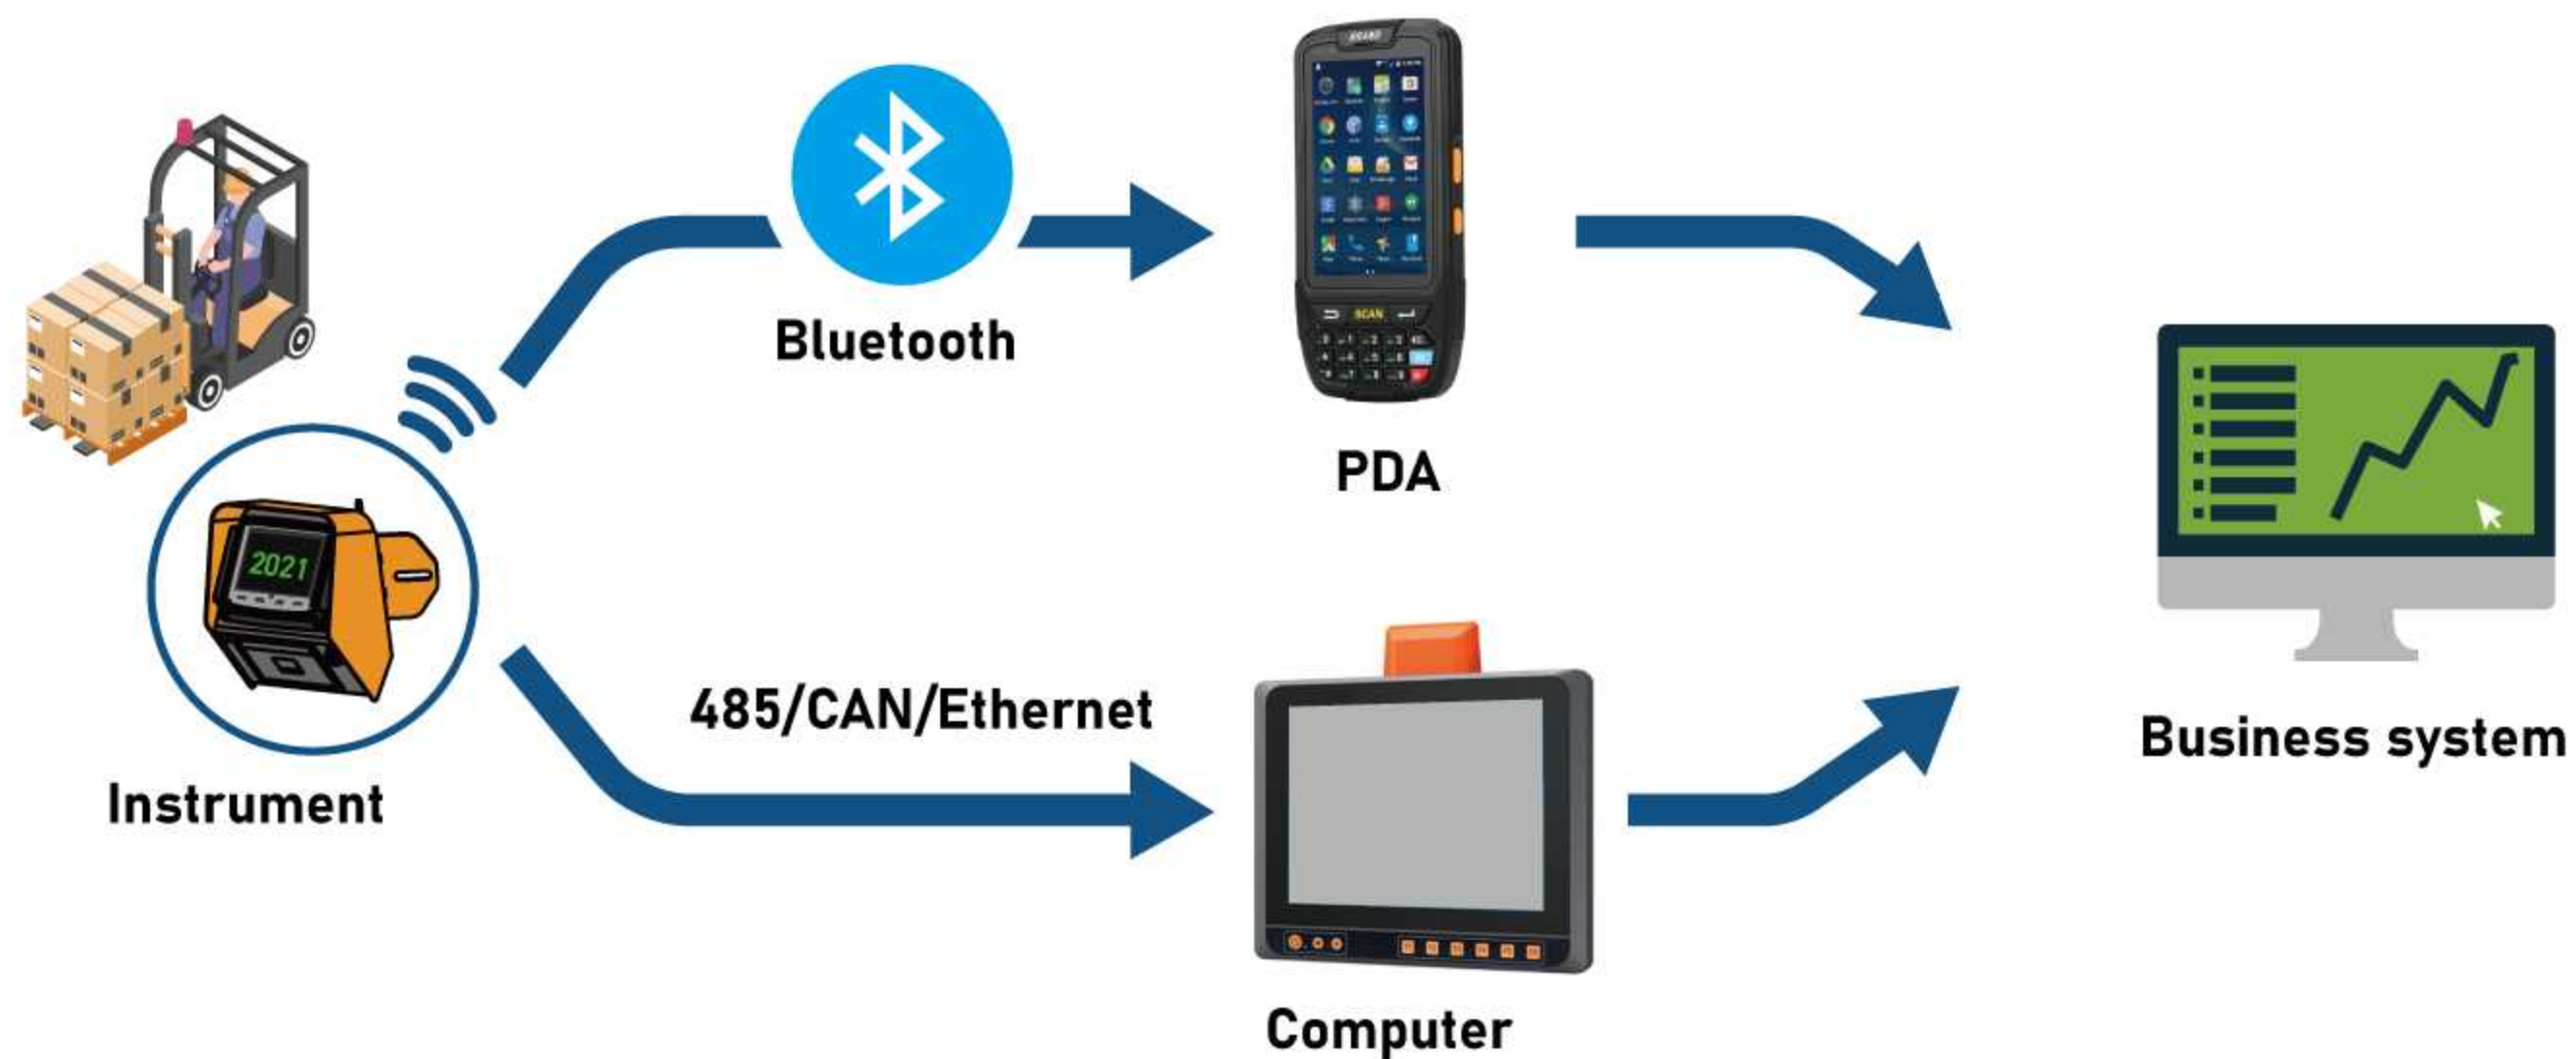 Bluetooth
SCAN
PDA
2021
485/CAN/Ethernet
Instrument
Business system
Computer